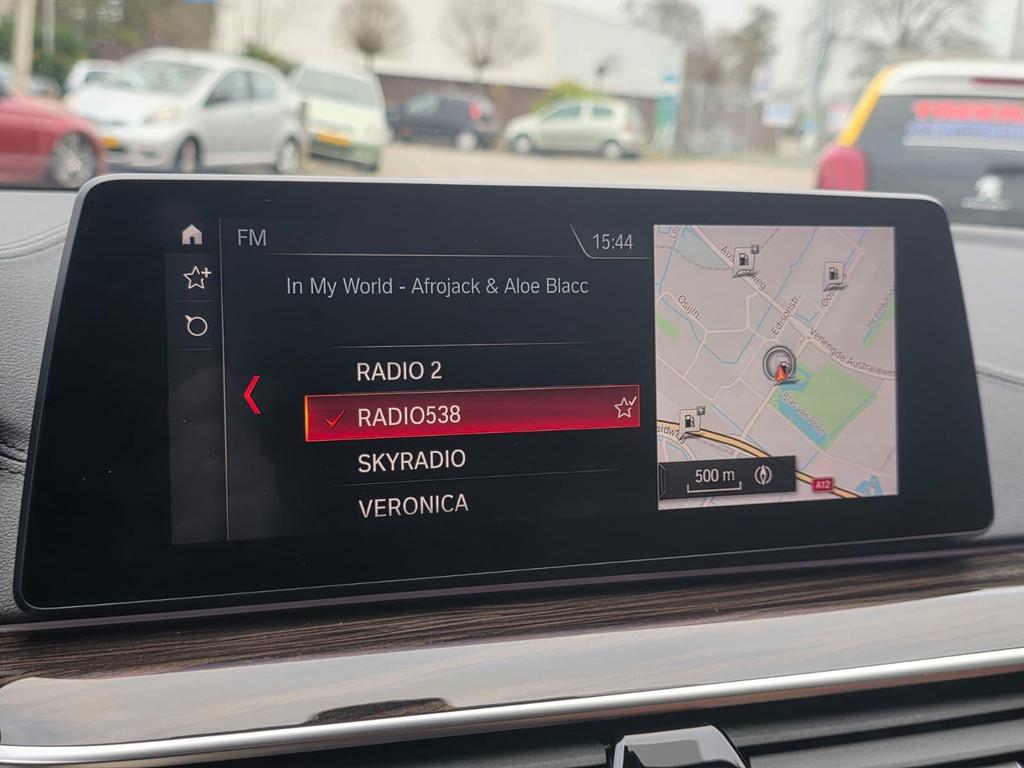 FM
15:44
In My World - Afrojack & Aloe Blacc
RADIO 2
RADIO538
SKYRADIO
VERONICA
Osijln.
Edisonstr.
Verlengde Australieweg
500 m
A12